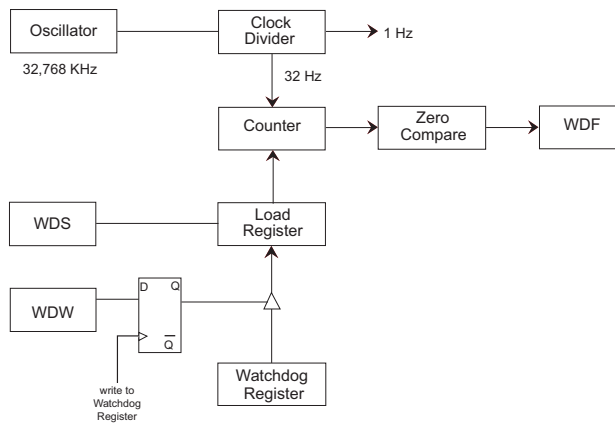 Oscillator
Clock
Divider
1 Hz
32,768 KHz
32 Hz
Counter
Zero
Compare
WDF
WDS
Load
Register
D
Q
WDW
Q
write to
Watchdog
Register
Watchdog
Register